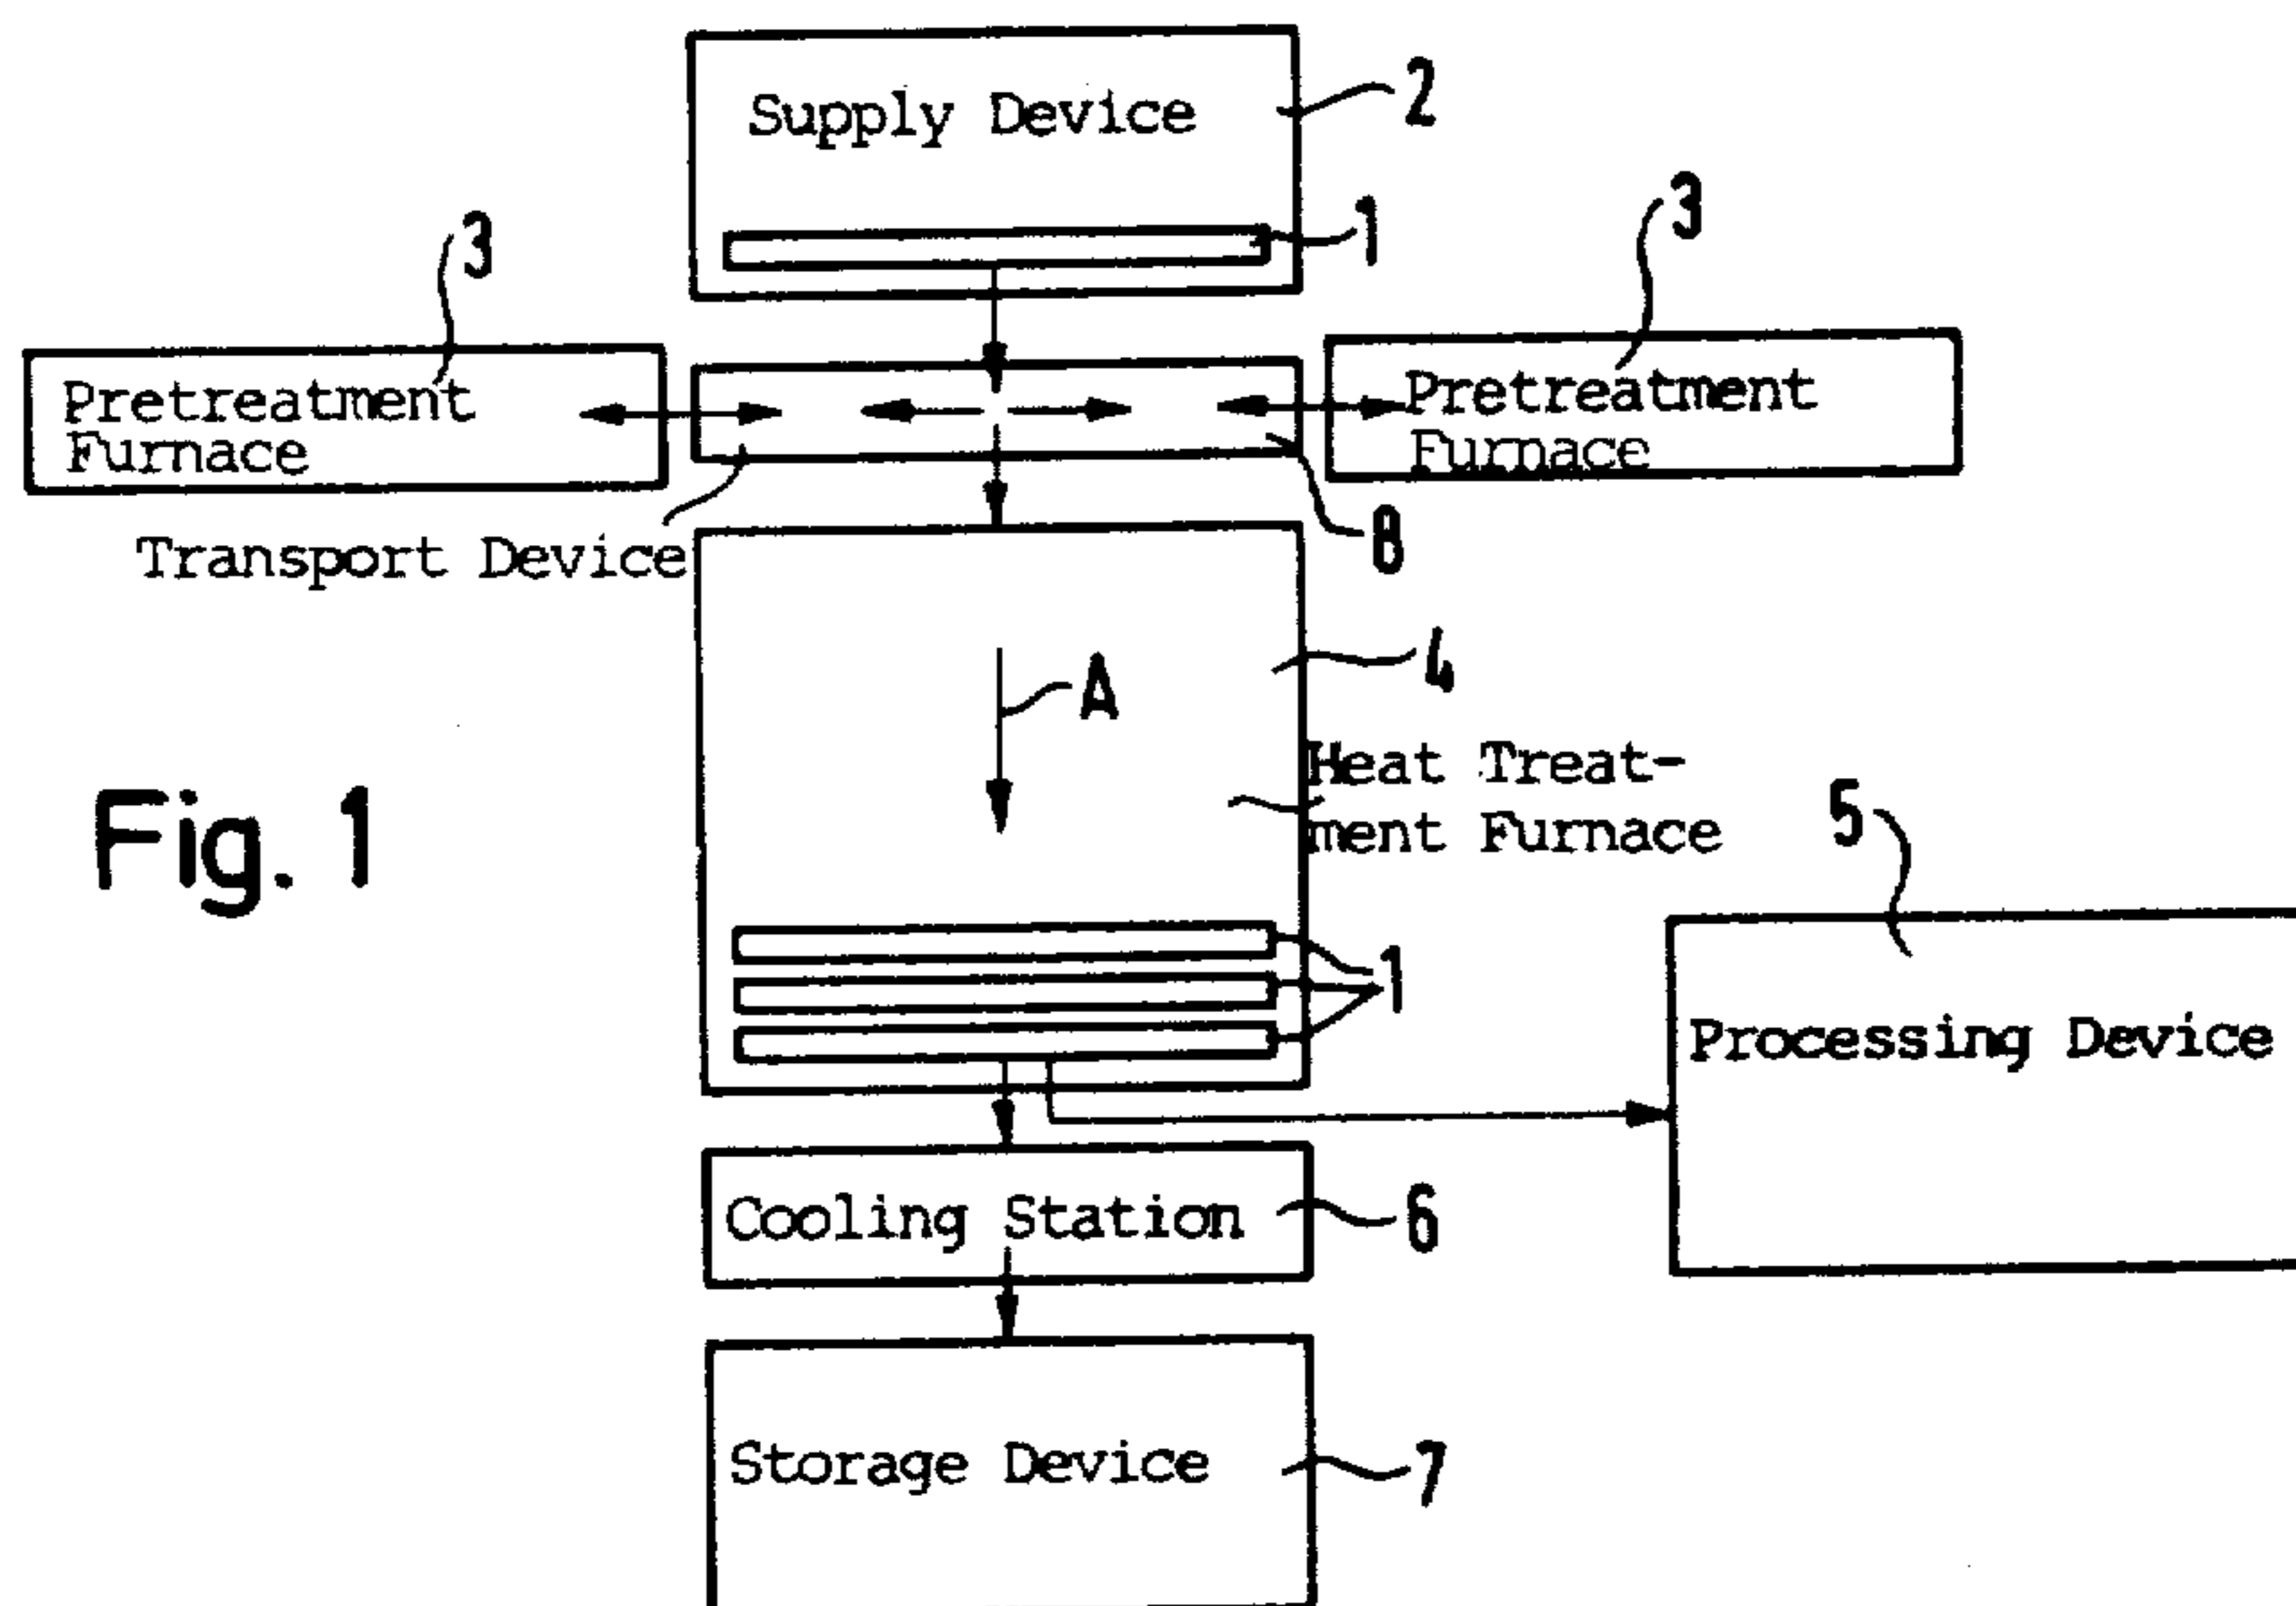 Supply Device
2
1
3
3
Pretreatment
Furnace
Pretreatment
Furnace
Transport Device
8
A
4
Heat Treat-
ment Furnace
Fig. 1
5
1
Processing Device
Cooling Station
6
Storage Device
7